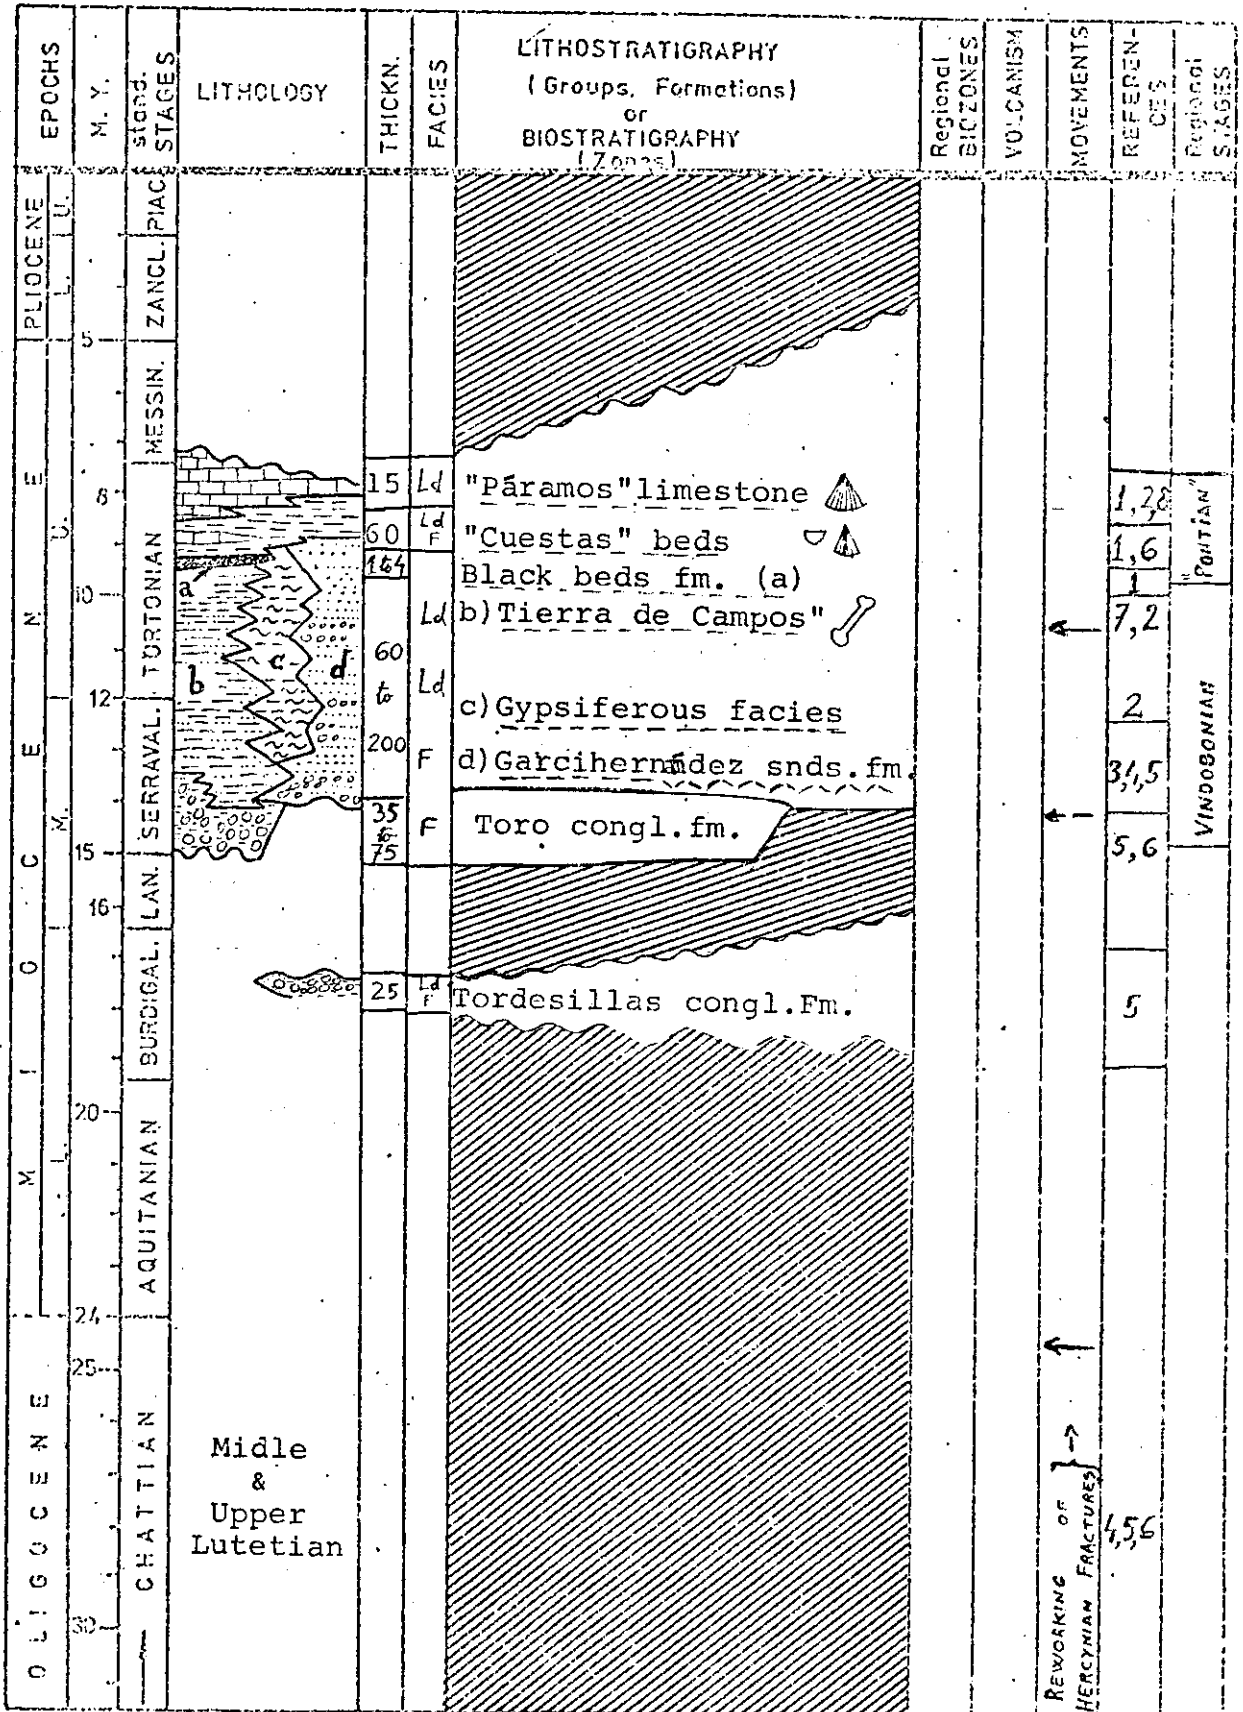 EPOCHS
M. Y.
stand. STAGES
LITHOLOGY
THICKN.
FACIES
LITHOSTRATIGRAPHY
(Groups, Formations)
or
BIOSTRATIGRAPHY
(Zones)
Regional BIOZONES
VOLCANISM
MOVEMENTS
REFERENCES
Regional STAGES
PLIOCENE
U.
L.
PIAC.
ZANCL.
5
MESSIN.
MIOCENE
U.
M.
L.
8
TORTONIAN
10
12
SERRAVAL.
15
LAN.
16
BURDIGAL.
20
AQUITANIAN
24
25
30
OLIGOCENE
CHATTIAN
a
b
c
d
15 Ld "Páramos" limestone 1,2,8
60 Ld F "Cuestas" beds 1,6
1to4 Black beds fm. (a) 1
Ld b) Tierra de Campos" 7,2
60
to
200
Ld c) Gypsiferous facies 2
F d) Garcihernández snds.fm. 3,4,5
35 to 75 F Toro congl.fm. 5,6
25 Ld F Tordesillas congl.Fm. 5
"PONTIAN"
VINDOBONIAN
Midle
&
Upper
Lutetian
REWORKING OF
HERCYNIAN FRACTURES
4,5,6